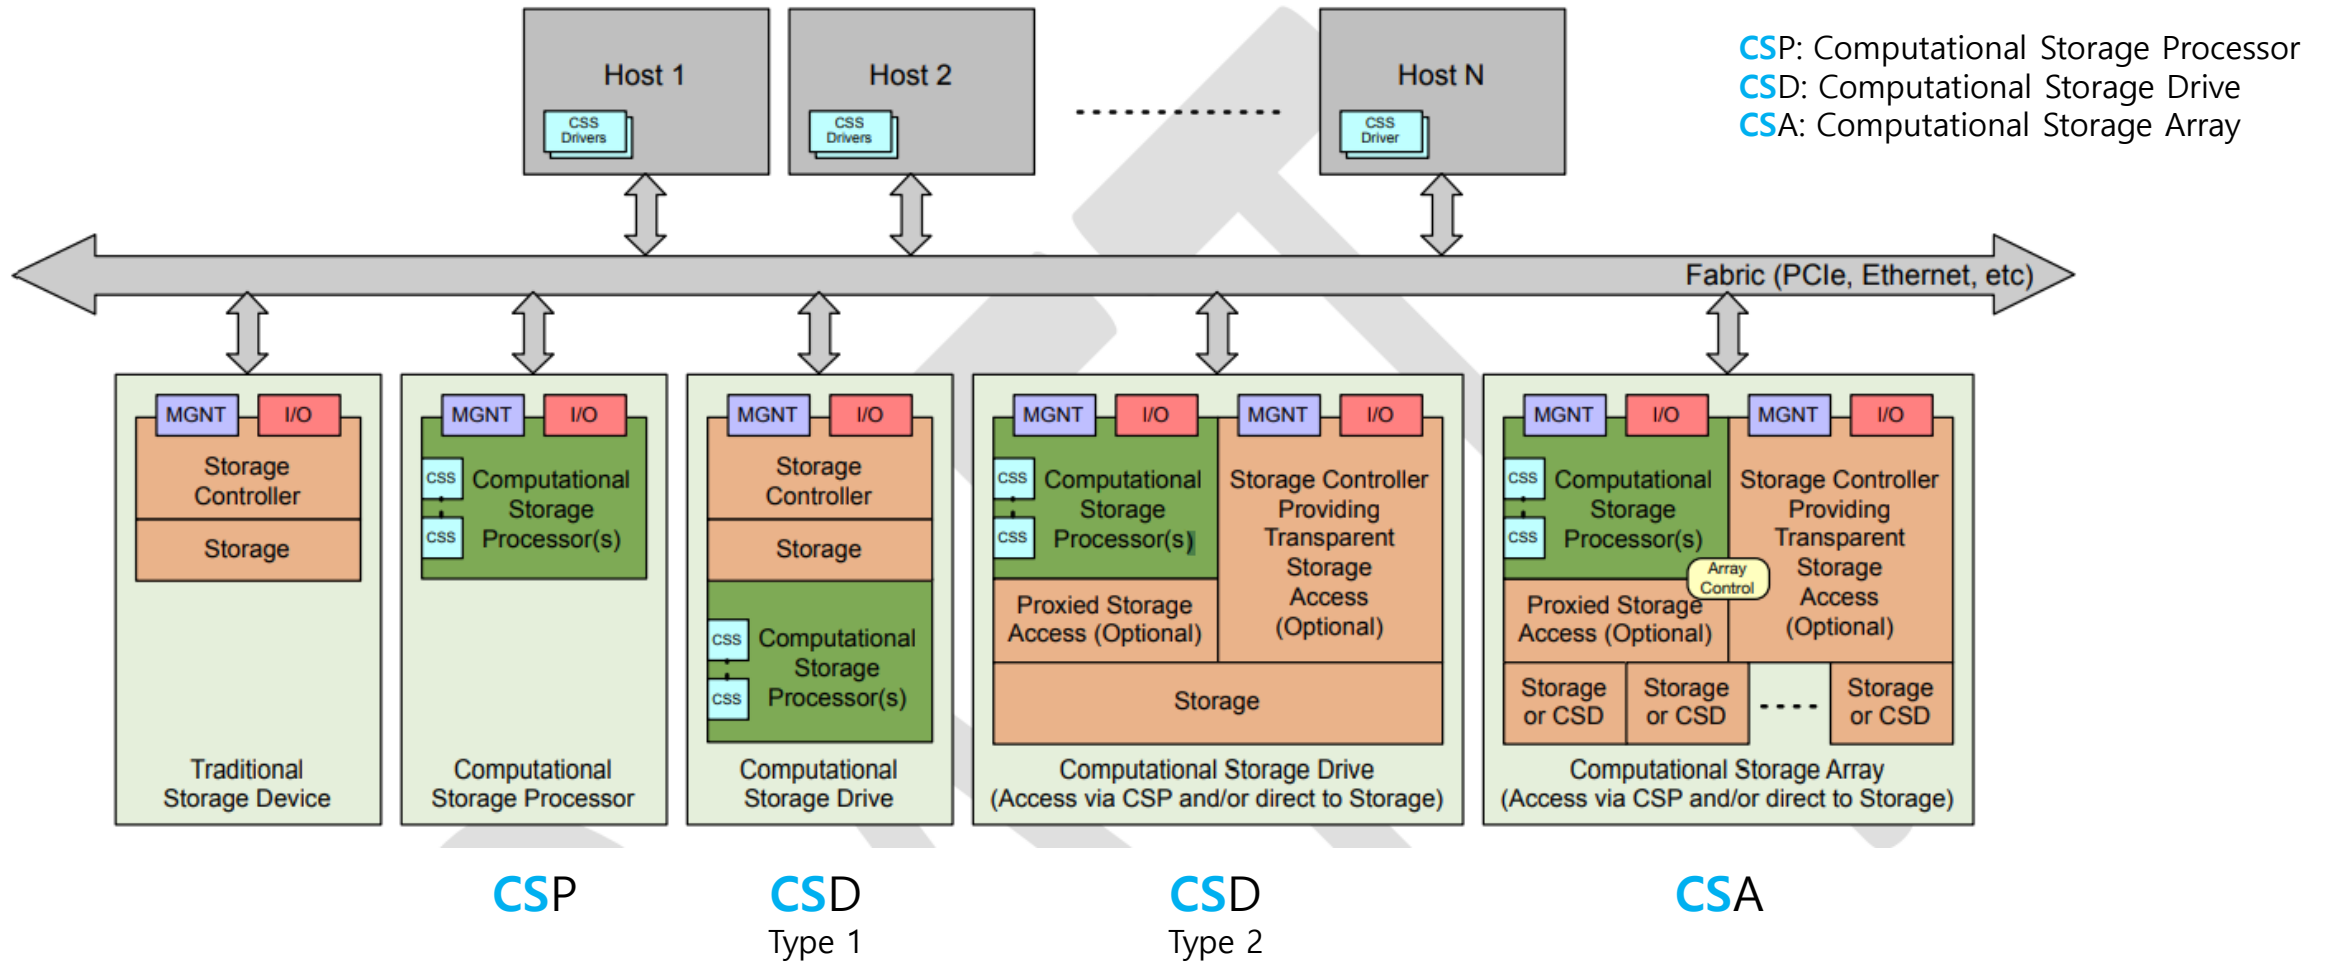 Host 1
CSS
Drivers
Host 2
CSS
Drivers
Host N
CSS
Driver
CSP: Computational Storage Processor
CSD: Computational Storage Drive
CSA: Computational Storage Array
Fabric (PCIe, Ethernet, etc)
MGNT
I/O
Storage
Controller
Storage
Traditional
Storage Device
MGNT
I/O
CSS
CSS
Computational
Storage
Processor(s)
Computational
Storage Processor
MGNT
I/O
Storage
Controller
Storage
CSS
CSS
Computational
Storage
Processor(s)
Computational
Storage Drive
MGNT
I/O
CSS
CSS
Computational
Storage
Processor(s)
Proxied Storage
Access (Optional)
MGNT
I/O
Storage Controller
Providing
Transparent
Storage
Access
(Optional)
Storage
Computational Storage Drive
(Access via CSP and/or direct to Storage)
MGNT
I/O
CSS
CSS
Computational
Storage
Processor(s)
Array
Control
Proxied Storage
Access (Optional)
MGNT
I/O
Storage Controller
Providing
Transparent
Storage
Access
(Optional)
Storage
or CSD
Storage
or CSD
Storage
or CSD
Computational Storage Array
(Access via CSP and/or direct to Storage)
CSP
CSD
Type 1
CSD
Type 2
CSA